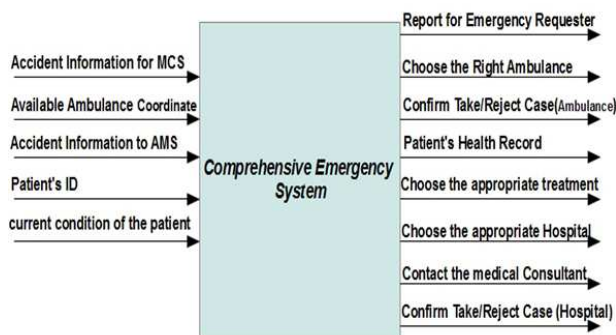 Accident Information for MCS
Available Ambulance Coordinate
Accident Information to AMS
Patient's ID
current condition of the patient
Comprehensive Emergency
System
Report for Emergency Requester
Choose the Right Ambulance
Confirm Take/Reject Case(Ambulance)
Patient's Health Record
Choose the appropriate treatment
Choose the appropriate Hospital
Contact the medical Consultant
Confirm Take/Reject Case (Hospital)